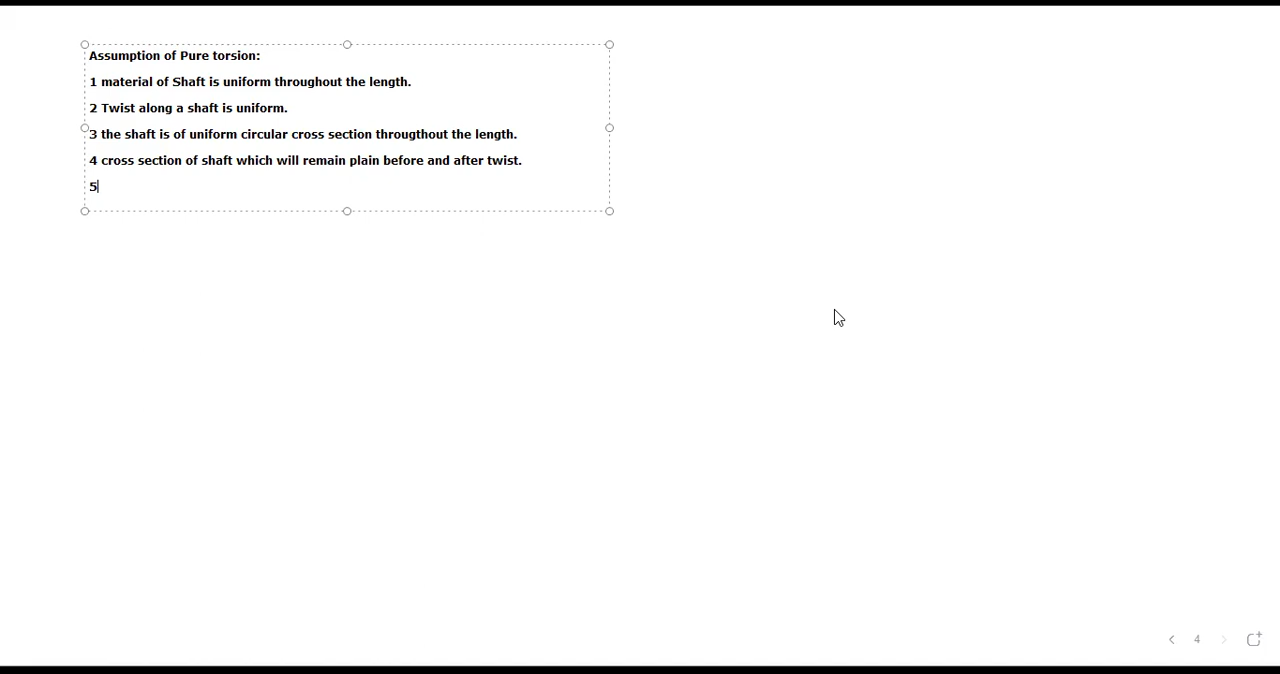 Assumption of Pure torsion:
1 material of Shaft is uniform throughout the length.
2 Twist along a shaft is uniform.
3 the shaft is of uniform circular cross section througthout the length.
4 cross section of shaft which will remain plain before and after twist.
5
4